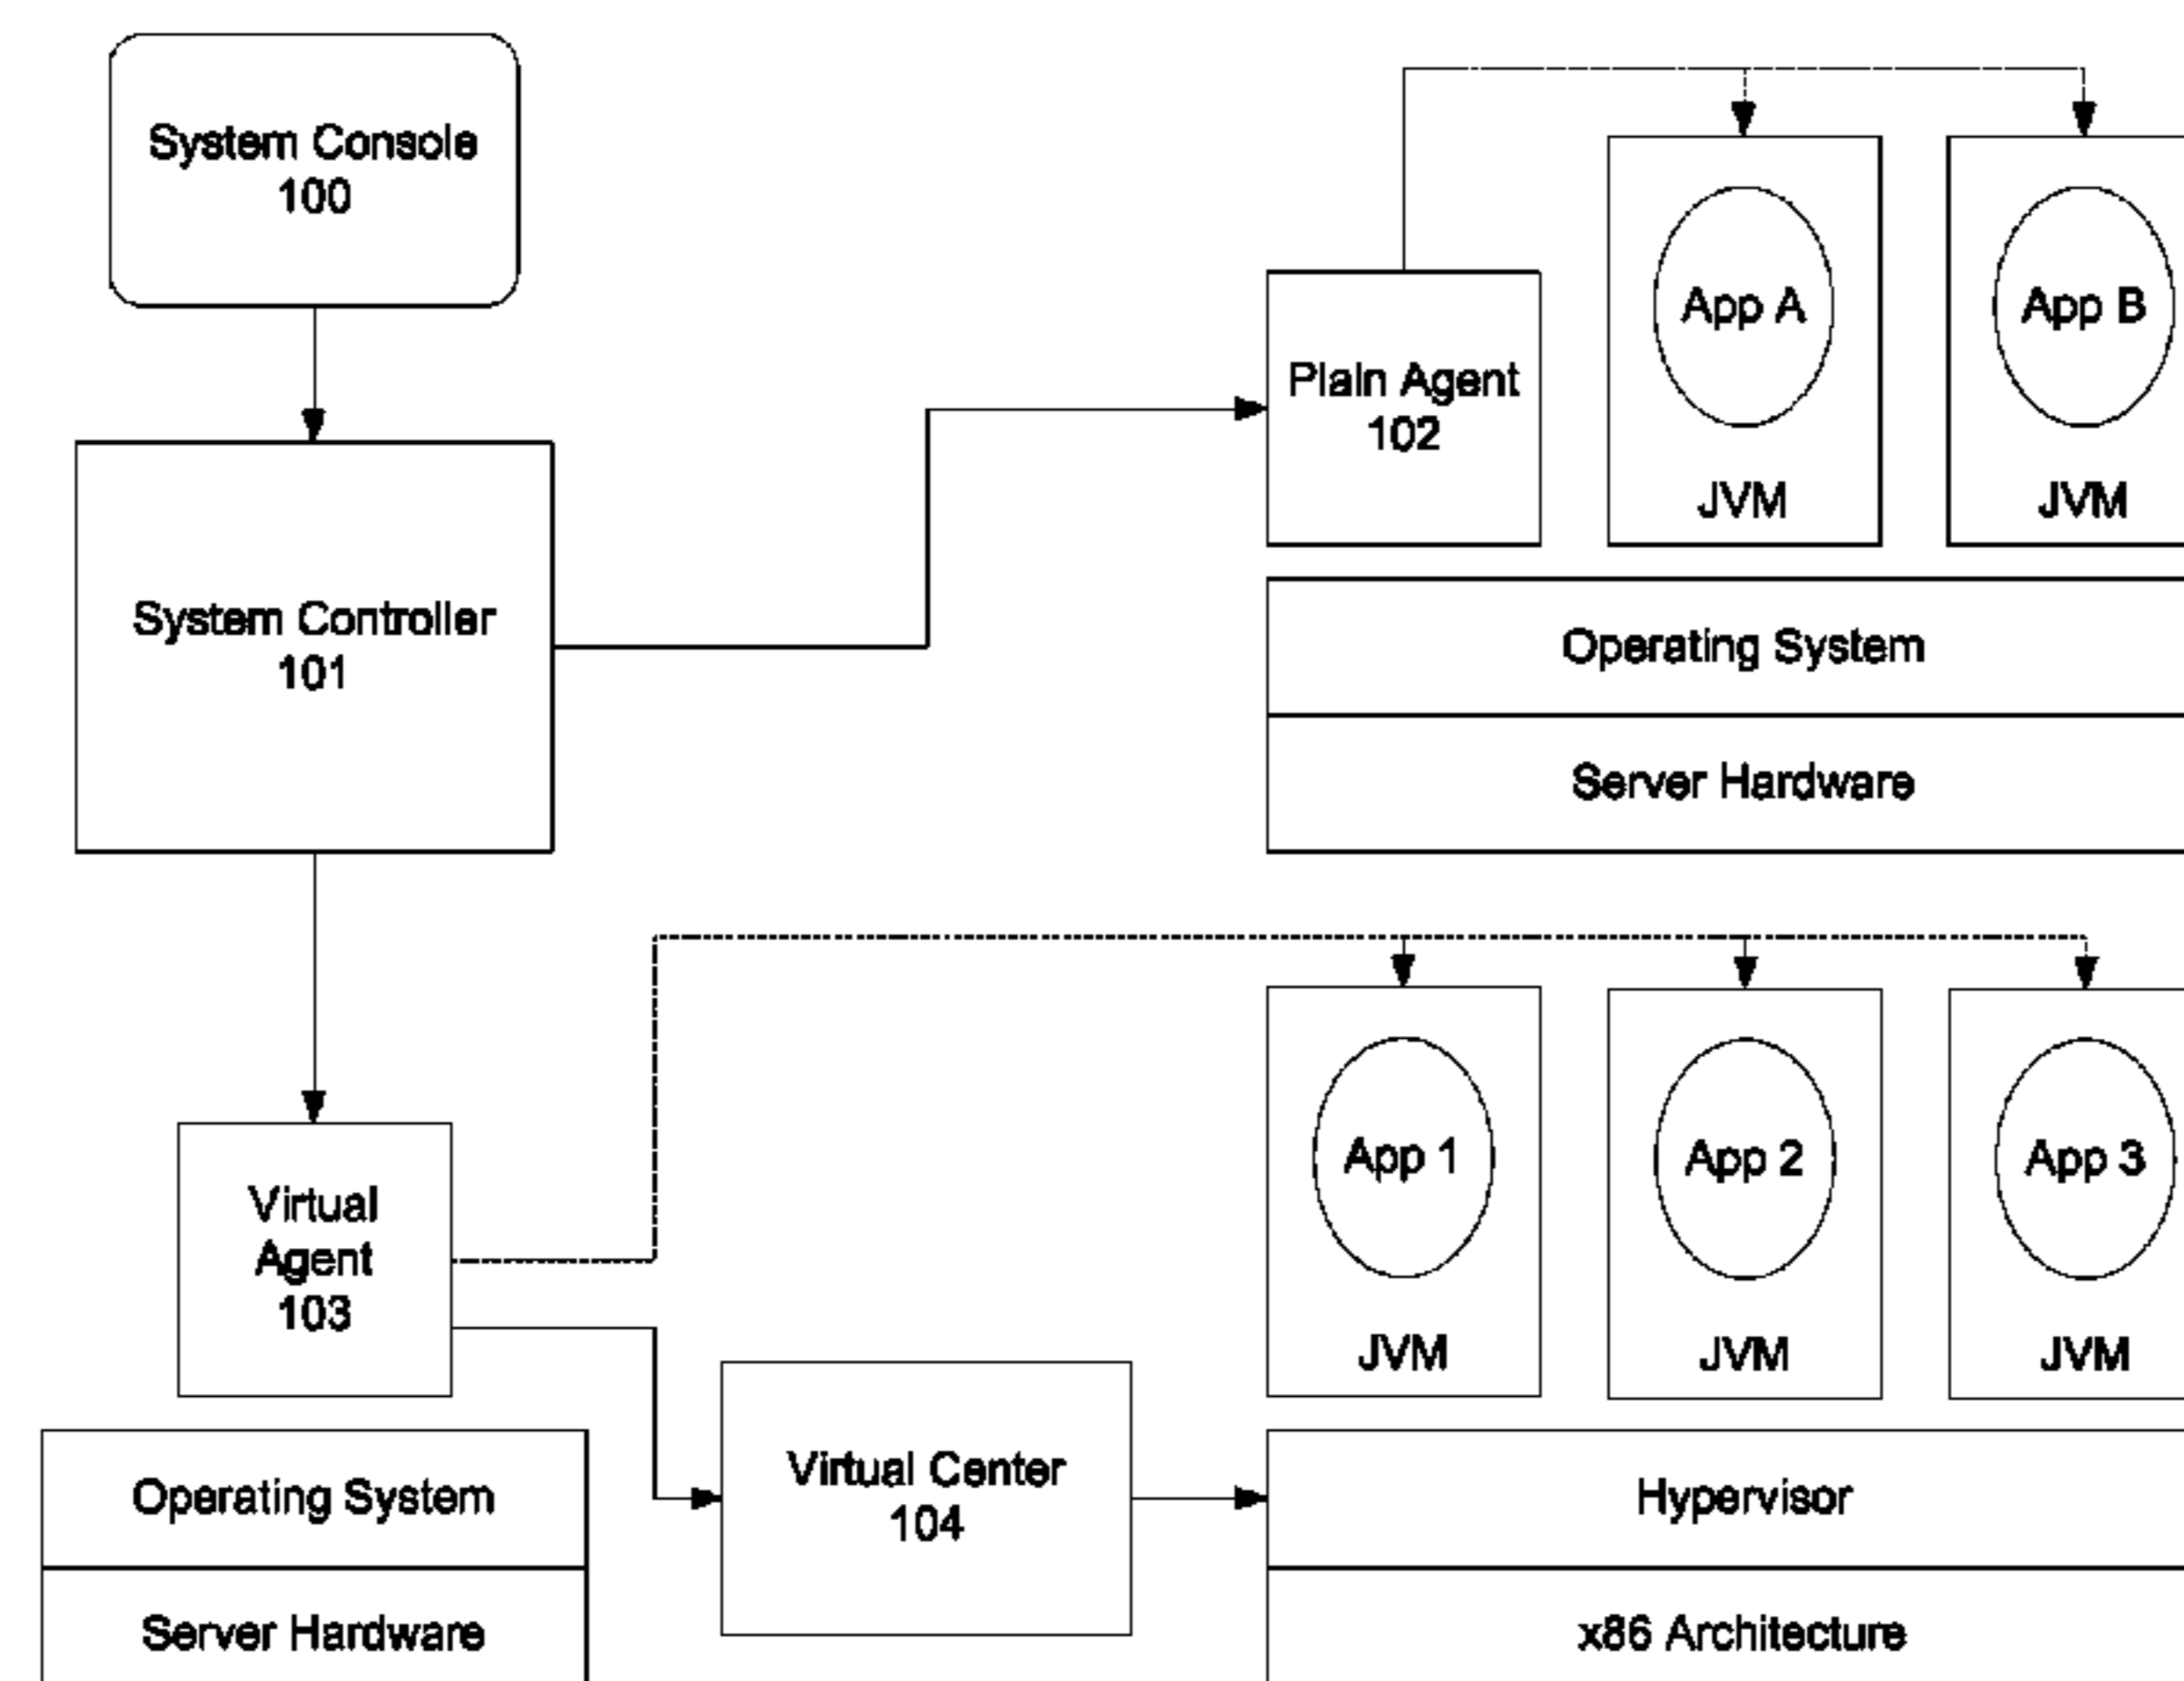 System Console
100
System Controller
101
Plain Agent
102
App A
JVM
App B
JVM
Operating System
Server Hardware
Virtual
Agent
103
Operating System
Server Hardware
Virtual Center
104
App 1
JVM
App 2
JVM
App 3
JVM
Hypervisor
x86 Architecture